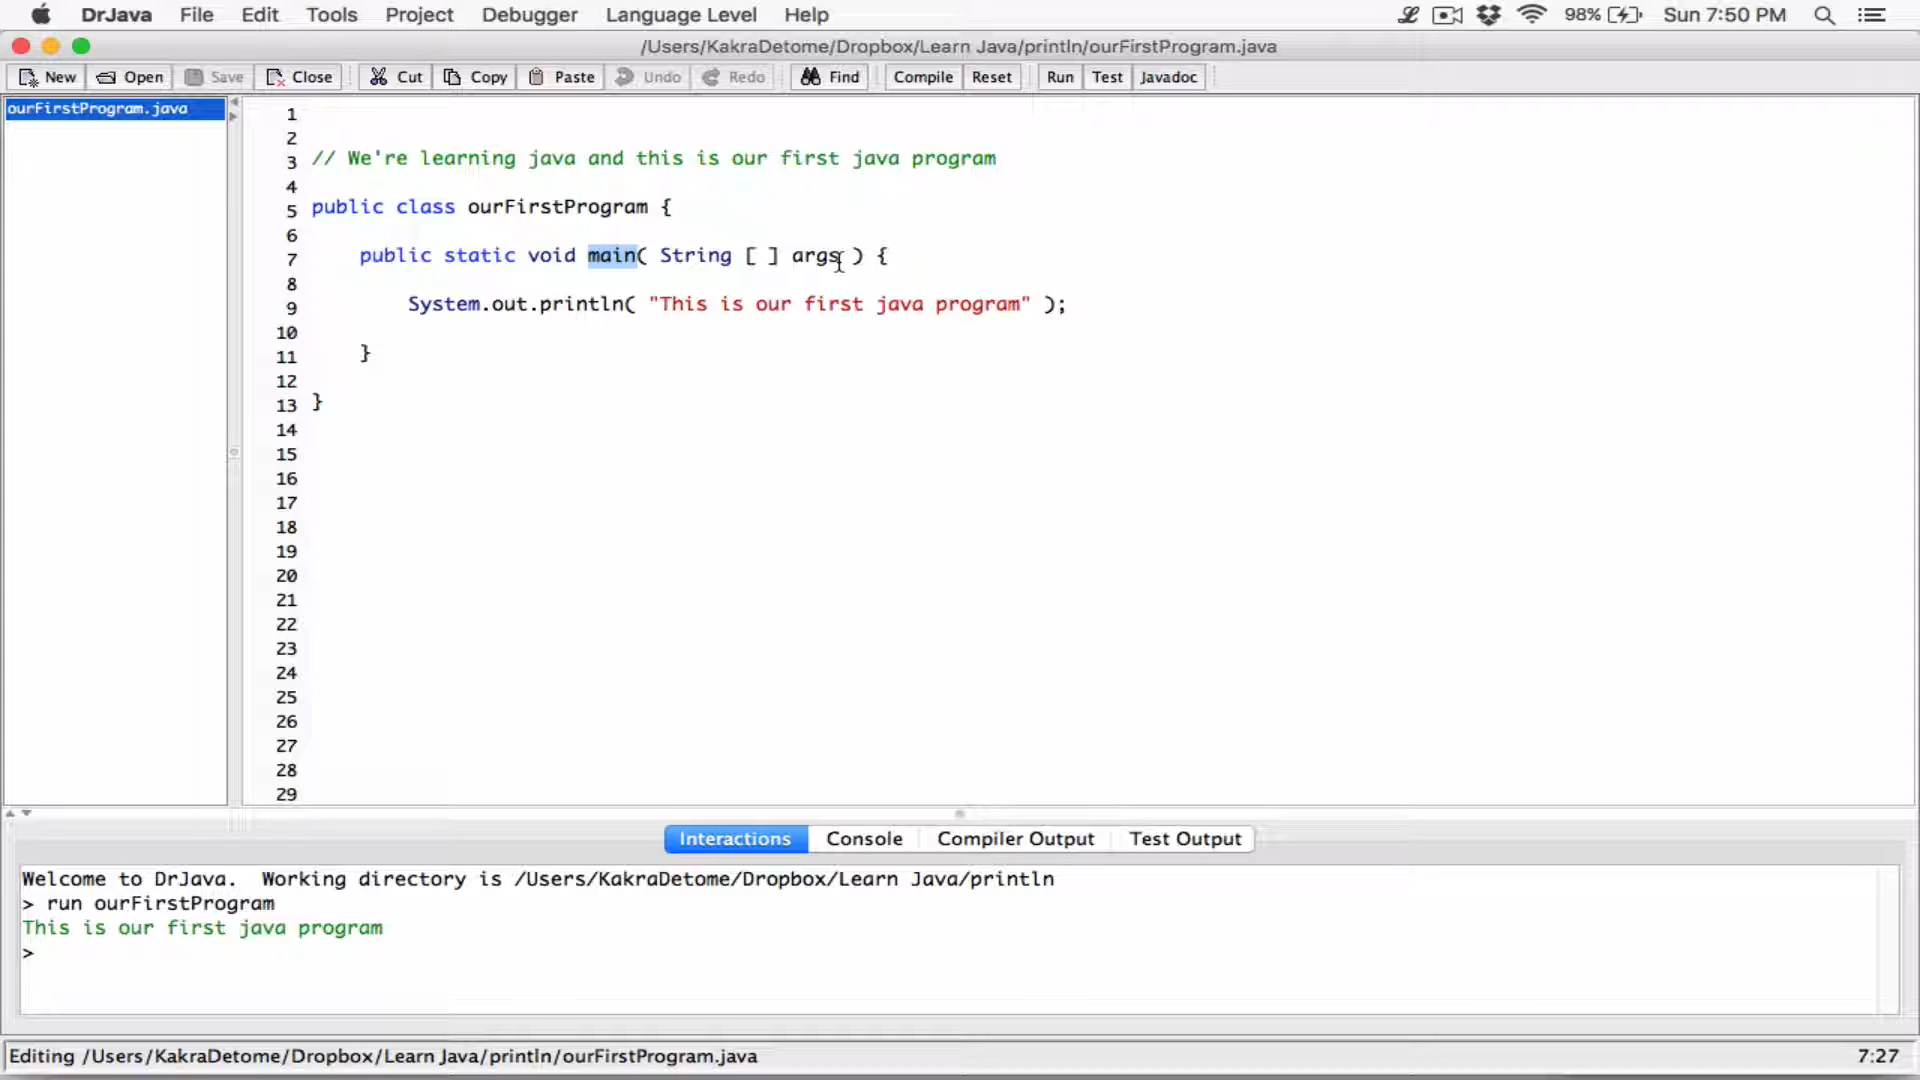 DrJava File Edit Tools Project Debugger Language Level Help 98% Sun 7:50 PM
/Users/KakraDetome/Dropbox/Learn Java/println/ourFirstProgram.java
New Open Save Close Cut Copy Paste Undo Redo Find Compile Reset Run Test Javadoc
ourFirstProgram.java
1
2
3 // We're learning java and this is our first java program
4
5 public class ourFirstProgram {
6
7 public static void main( String [ ] args ) {
8
9 System.out.println( "This is our first java program" );
10
11 }
12
13 }
14
15
16
17
18
19
20
21
22
23
24
25
26
27
28
29
Interactions Console Compiler Output Test Output
Welcome to DrJava. Working directory is /Users/KakraDetome/Dropbox/Learn Java/println
> run ourFirstProgram
This is our first java program
>
Editing /Users/KakraDetome/Dropbox/Learn Java/println/ourFirstProgram.java 7:27